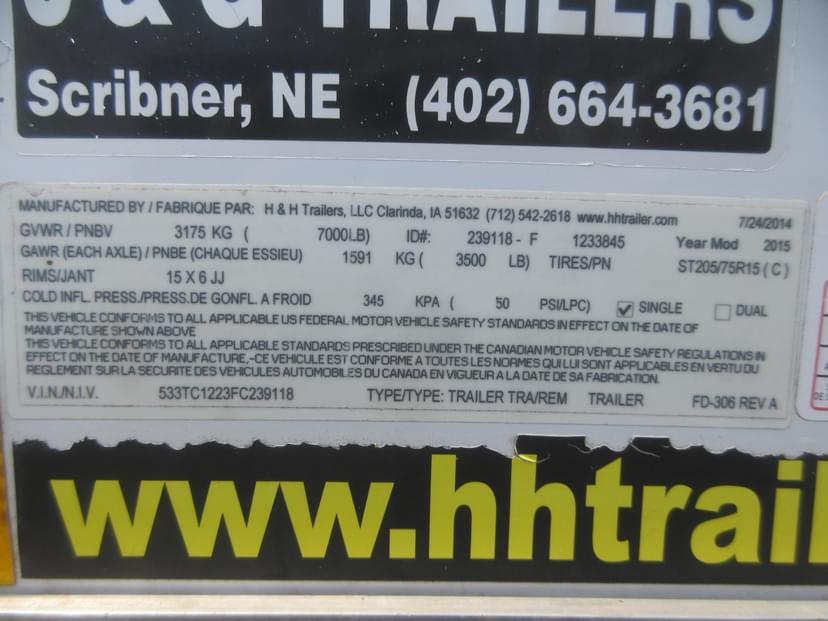 J & G TRAILERS
Scribner, NE (402) 664-3681
MANUFACTURED BY / FABRIQUE PAR: H & H Trailers, LLC Clarinda, IA 51632 (712) 542-2618 www.hhtrailer.com 7/24/2014
GVWR / PNBV 3175 KG ( 7000LB) ID#: 239118 - F 1233845 Year Mod 2015
GAWR (EACH AXLE) / PNBE (CHAQUE ESSIEU) 1591 KG ( 3500 LB) TIRES/PN ST205/75R15 ( C )
RIMS/JANT 15 X 6 JJ
COLD INFL. PRESS./PRESS.DE GONFL. A FROID 345 KPA ( 50 PSI/LPC) SINGLE DUAL
THIS VEHICLE CONFORMS TO ALL APPLICABLE US FEDERAL MOTOR VEHICLE SAFETY STANDARDS IN EFFECT ON THE DATE OF
MANUFACTURE SHOWN ABOVE
THIS VEHICLE CONFORMS TO ALL APPLICABLE STANDARDS PRESCRIBED UNDER THE CANADIAN MOTOR VEHICLE SAFETY REGULATIONS IN
EFFECT ON THE DATE OF MANUFACTURE,-CE VEHICULE EST CONFORME A TOUTES LES NORMES QUI LUI SONT APPLICABLES EN VERTU DU
REGLEMENT SUR LA SECURITE DES VEHICULES AUTOMOBILES DU CANADA EN VIGUEUR A LA DATE DE SA FABRICATION.
V.I.N./N.I.V. 533TC1223FC239118 TYPE/TYPE: TRAILER TRA/REM TRAILER FD-306 REV A
www.hhtrail